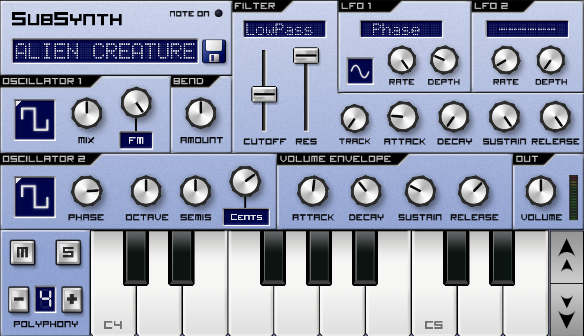 SubSynth
NOTE ON
ALIEN CREATURE
FILTER
LowPass
CUTOFF RES
LFO 1
Phase
RATE DEPTH
LFO 2
RATE DEPTH
OSCILLATOR 1
MIX
FM
BEND
AMOUNT
TRACK ATTACK DECAY SUSTAIN RELEASE
OSCILLATOR 2
PHASE OCTAVE SEMIS Cents
VOLUME ENVELOPE
ATTACK DECAY SUSTAIN RELEASE
OUT
VOLUME
M S
- 4 +
POLYPHONY
C4 C5